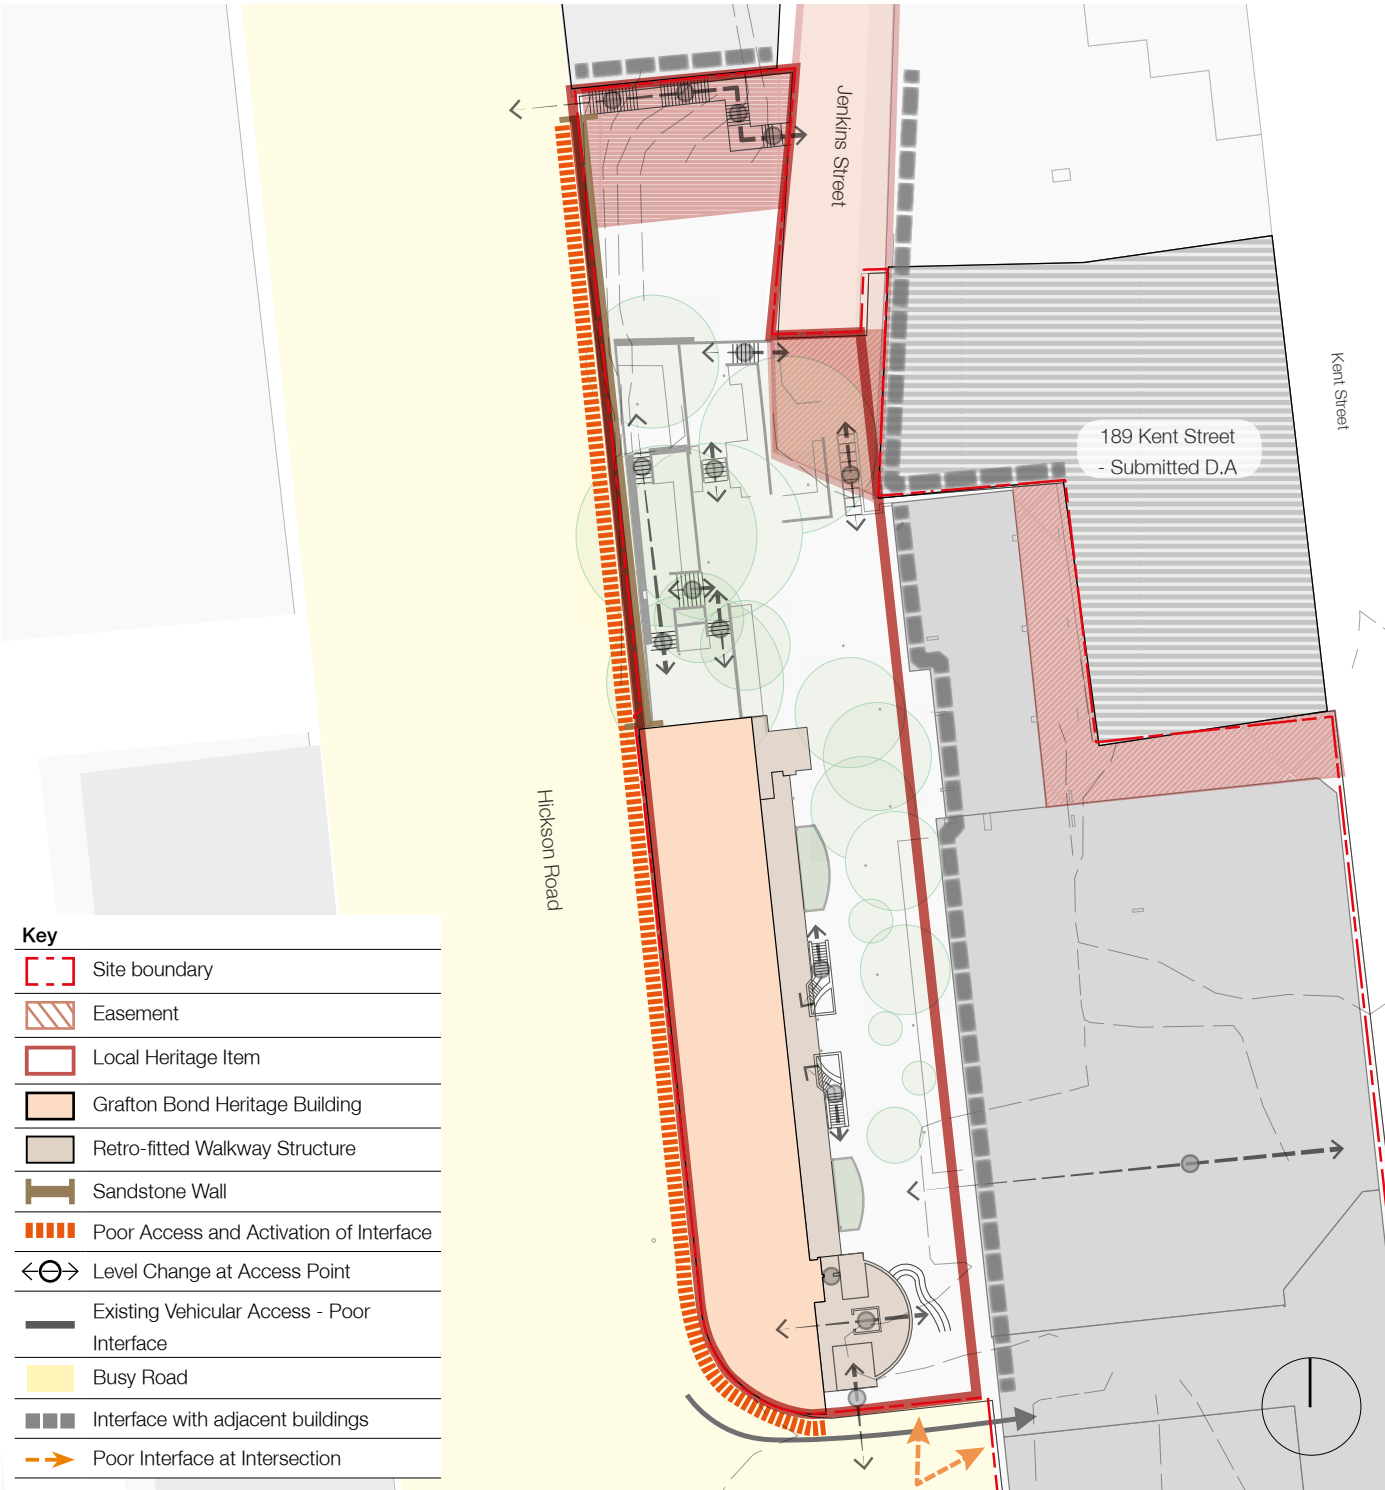 Jenkins Street
Kent Street
189 Kent Street
- Submitted D.A
Hickson Road
Key
Site boundary
Easement
Local Heritage Item
Grafton Bond Heritage Building
Retro-fitted Walkway Structure
Sandstone Wall
Poor Access and Activation of Interface
Level Change at Access Point
Existing Vehicular Access - Poor
Interface
Busy Road
Interface with adjacent buildings
Poor Interface at Intersection